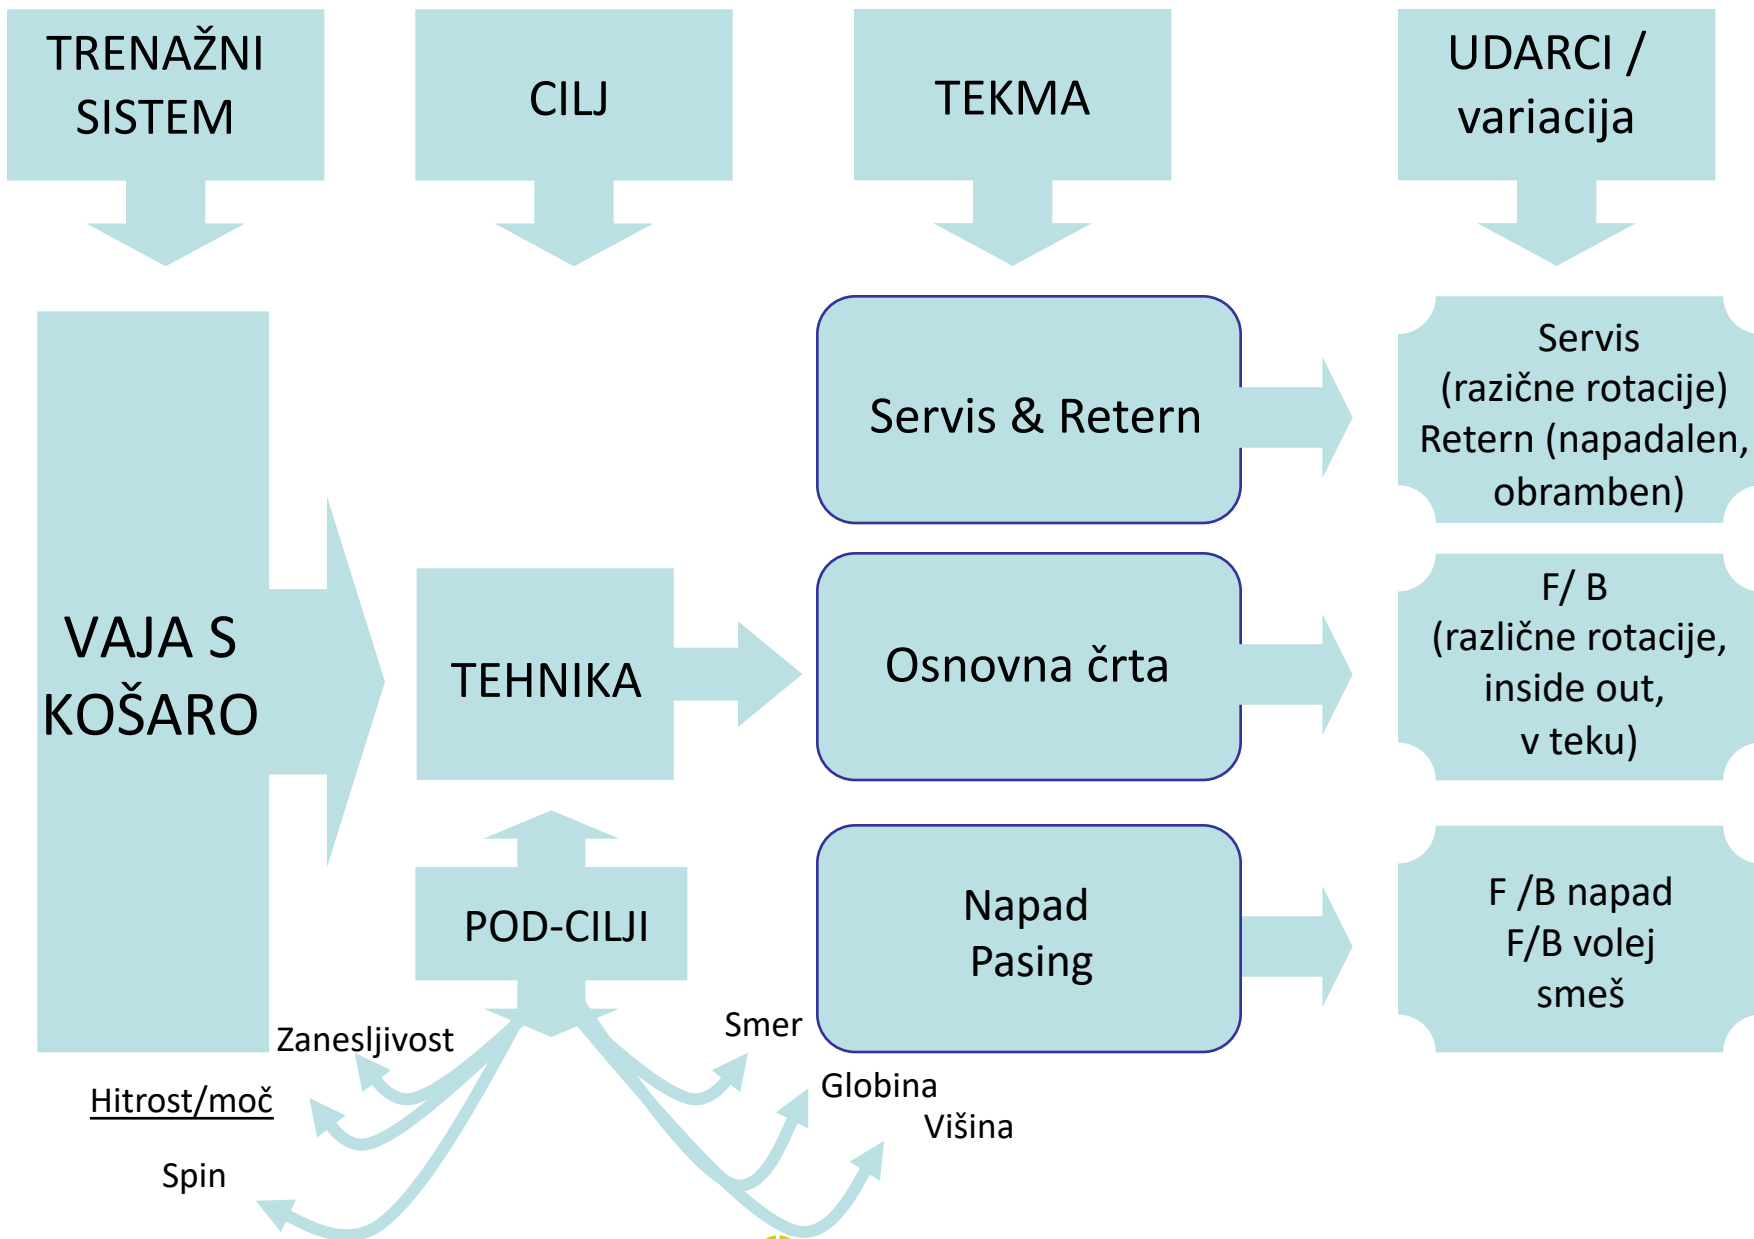 TRENAŽNI
SISTEM
CILJ
TEKMA
UDARCI /
variacija
VAJA S
KOŠARO
TEHNIKA
POD-CILJI
Zanesljivost
Hitrost/moč
Spin
Smer
Globina
Višina
Servis & Retern
Osnovna črta
Napad
Pasing
Servis
(razične rotacije)
Retern (napadalen,
obramben)
F/ B
(različne rotacije,
inside out,
v teku)
F /B napad
F/B volej
smeš